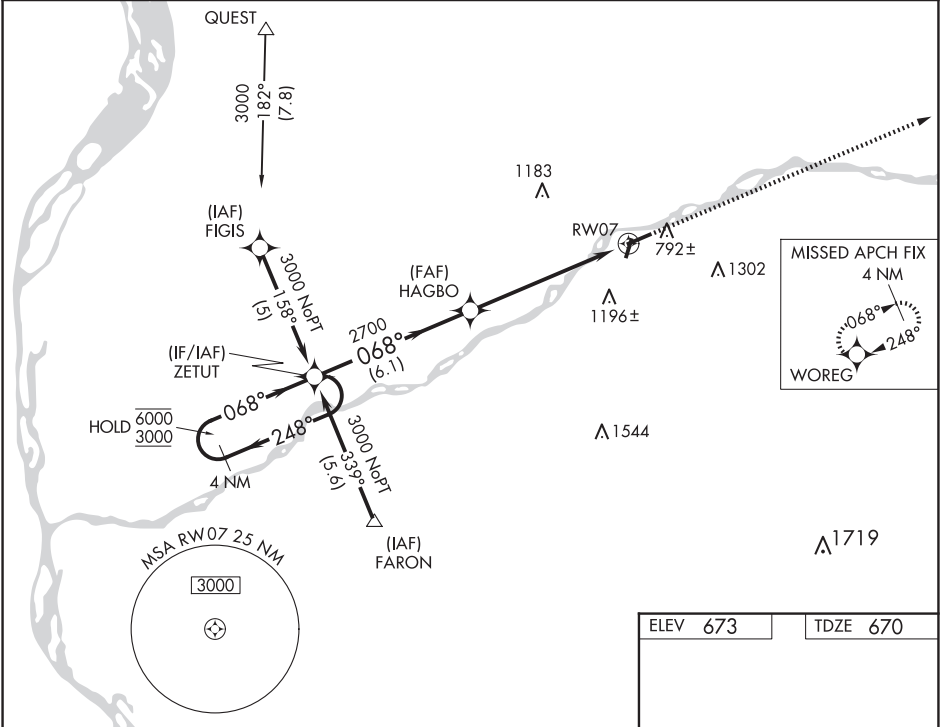 QUEST
3000
182°
(7.8)
1183
(IAF)
FIGIS
RW07
792±
3000 NoPT
158°
(5)
(FAF)
HAGBO
1302
1196±
MISSED APCH FIX
4 NM
068°
248°
WOREG
2700
068°
(6.1)
(IF/IAF)
ZETUT
068°
HOLD 6000
3000
248°
4 NM
3000 NoPT
339°
(5.6)
1544
(IAF)
FARON
1719
MSA RW07 25 NM
3000
ELEV 673
TDZE 670